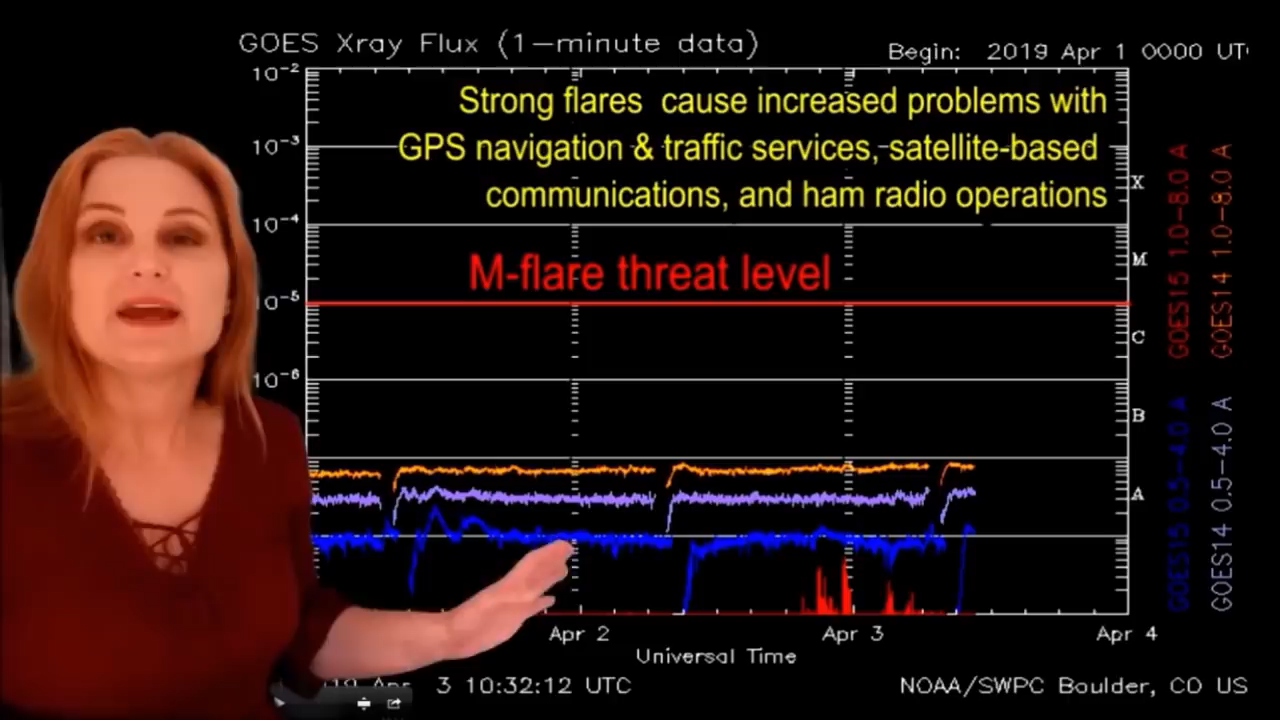 GOES Xray Flux (1-minute data)
Begin: 2019 Apr 1 0000 UT
10-2
Strong flares cause increased problems with
10-3
GPS navigation & traffic services, satellite-based
X
communications, and ham radio operations
10-4
M-flare threat level
M
10-5
C
10-6
B
A
GOES15 1.0-8.0 A
GOES14 1.0-8.0 A
GOES15 0.5-4.0 A
GOES14 0.5-4.0 A
Apr 2
Apr 3
Apr 4
Universal Time
19 Apr 3 10:32:12 UTC
NOAA/SWPC Boulder, CO US